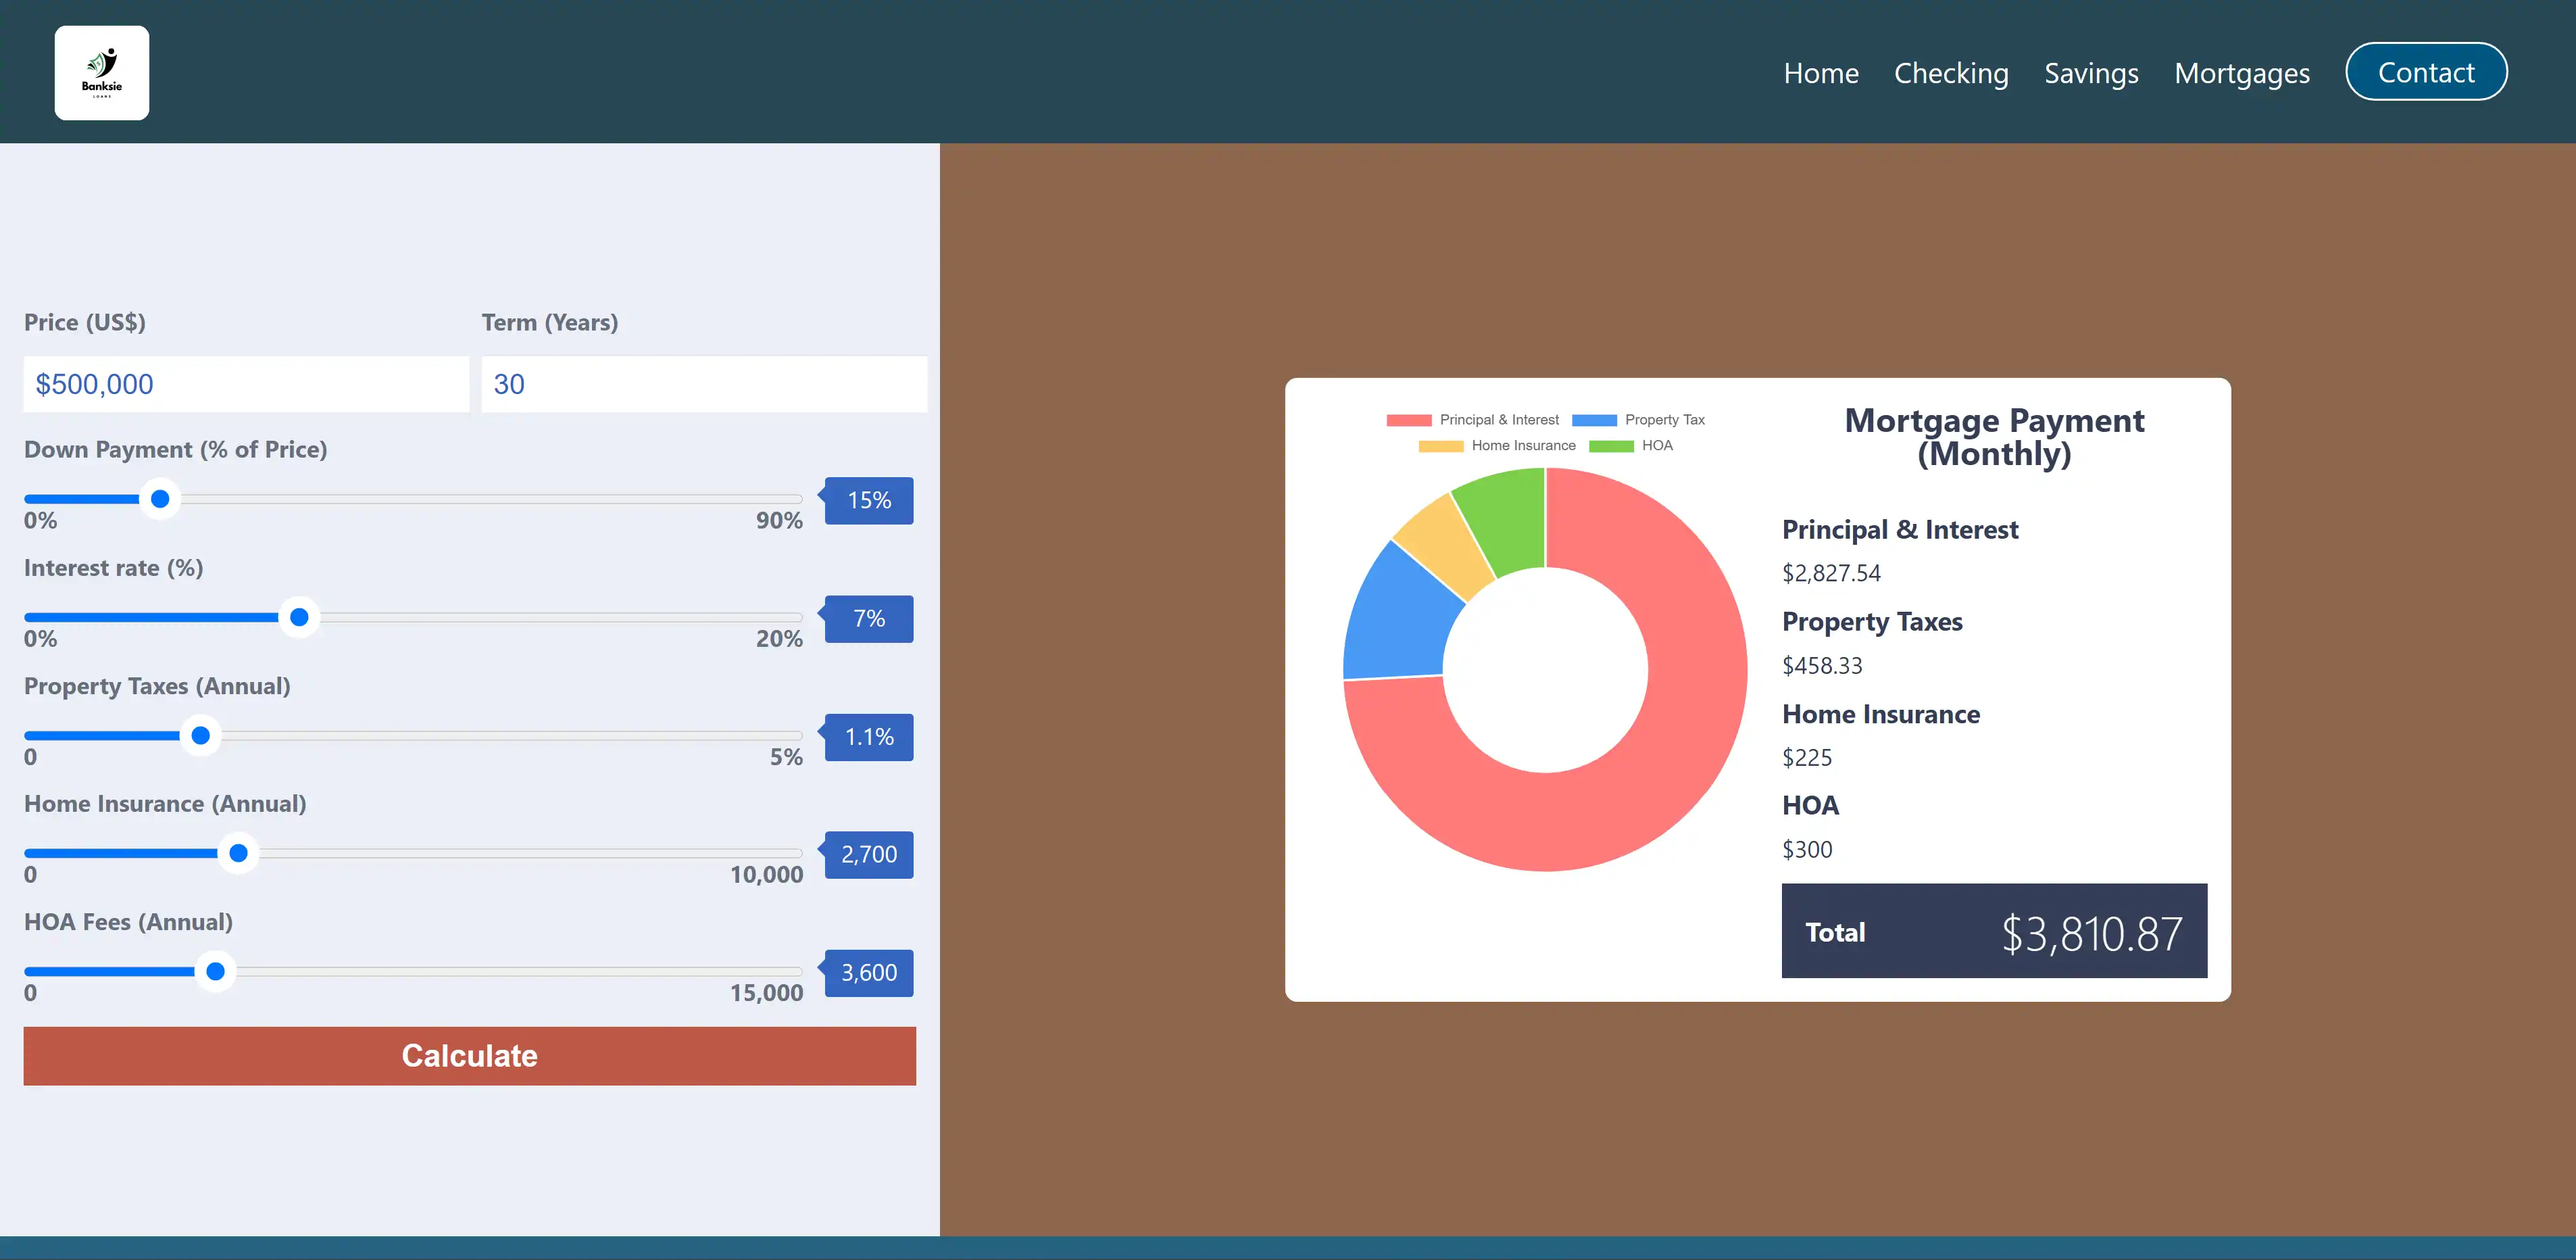 Banksie
LOANS
Home Checking Savings Mortgages Contact
Price (US$) Term (Years)
$500,000 30
Down Payment (% of Price)
15%
0% 90%
Interest rate (%)
7%
0% 20%
Property Taxes (Annual)
1.1%
0 5%
Home Insurance (Annual)
2,700
0 10,000
HOA Fees (Annual)
3,600
0 15,000
Calculate
Principal & Interest Property Tax
Home Insurance HOA
Mortgage Payment
(Monthly)
Principal & Interest
$2,827.54
Property Taxes
$458.33
Home Insurance
$225
HOA
$300
Total $3,810.87